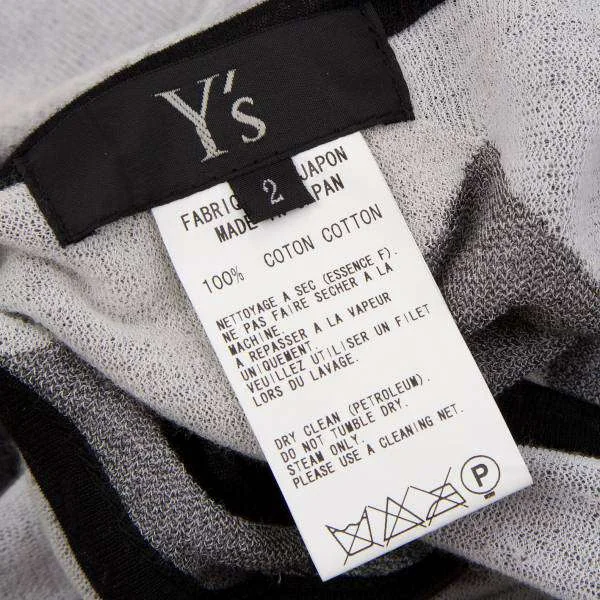 Y's
2
FABRIQ JAPON
MADE PAN
100% COTON COTTON
NETTOYAGE A SEC (ESSENCE F).
NE PAS FAIRE SECHER A LA
MACHINE.
A REPASSER A LA VAPEUR
UNIQUEMENT.
VEUILLEZ UTILISER UN FILET
LORS DU LAVAGE.
DRY CLEAN (PETROLEUM).
DO NOT TUMBLE DRY.
STEAM ONLY.
PLEASE USE A CLEANING NET.
P